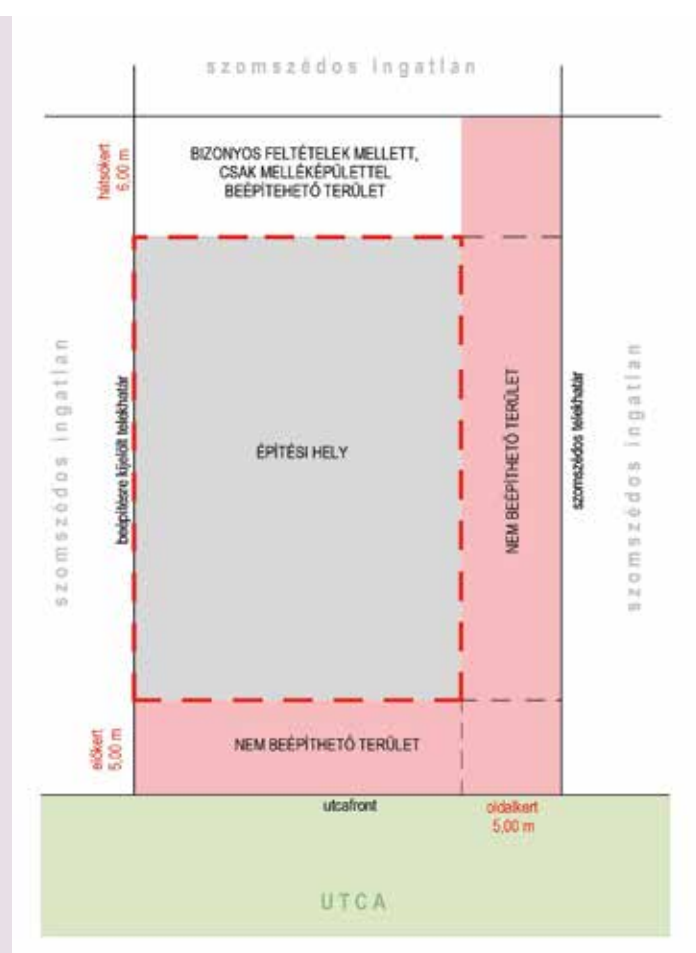 szomszédos ingatlan
hátsókert
6,00 m
BIZONYOS FELTÉTELEK MELLETT,
CSAK MELLÉKÉPÜLETTEL
BEÉPÍTEHETŐ TERÜLET
szomszédos ingatlan
beépítésre kijelölt telekhatár
ÉPÍTÉSI HELY
NEM BEÉPÍTHETŐ TERÜLET
szomszédos telekhatár
szomszédos ingatlan
előkert
5,00 m
NEM BEÉPÍTHETŐ TERÜLET
utcafront
oldalkert
5,00 m
UTCA